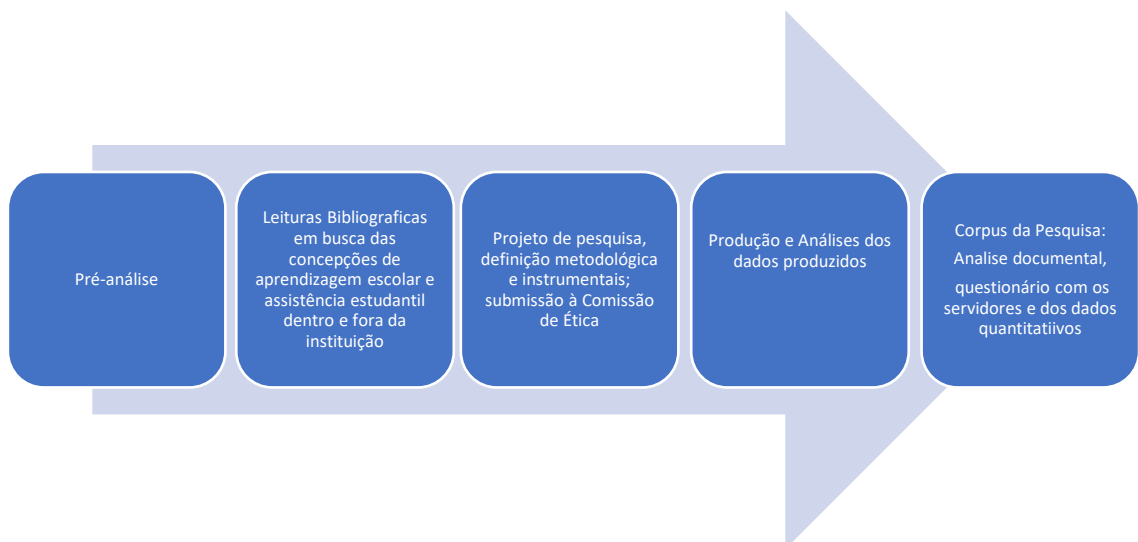 Pré-análise
Leituras Bibliograficas
em busca das
concepções de
aprendizagem escolar e
assistência estudantil
dentro e fora da
instituição
Projeto de pesquisa,
definição metodológica
e instrumentais;
submissão à Comissão
de Ética
Produção e Análises dos
dados produzidos
Corpus da Pesquisa:
Analise documental,
questionário com os
servidores e dos dados
quantitatiivos